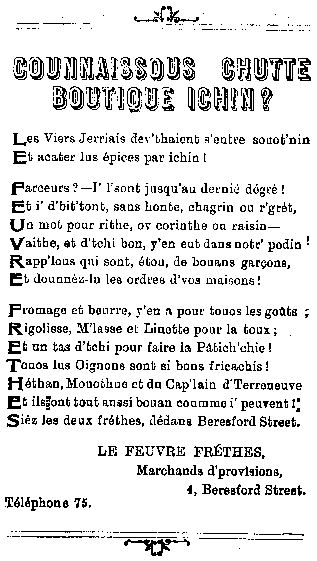 COUNNAISSOUS CHUTTE
BOUTIQUE ICHIN?
Les Viers Jerriais dev'thaient s'entre souot'nin
Et acater lus épices par ichin!
Farceurs?—I' l'sont jusqu'au dernié dégré!
Et i' d'bit'tont, sans honte, chagrin ou r'grêt,
Un mot pour rithe, ov corinthe ou raisin—
Vaithe, et d'tchi bon, y'en eut dans notr' podin!
Rapp'lous qui sont, étou, de bouans garçons,
Et dounnéz-lu les ordres d'vos maisons!
Fromage et beurre, y'en a pour touos les goûts;
Rigolisse, M'lasse et Linotte pour la toux;
Et un tas d'tchi pour faire la Pâtich'chie!
Touos lus Oignons sont si bons fricachis!
Héthan, Mouothue et du Cap'lain d'Terreneuve
Et ils font tout aussi bouan coumme i' peuvent!
Siéz les deux fréthes, dédans Beresford Street.
LE FEUVRE FRÉTHES,
Marchands d'provisions,
4, Beresford Street.
Téléphone 75.